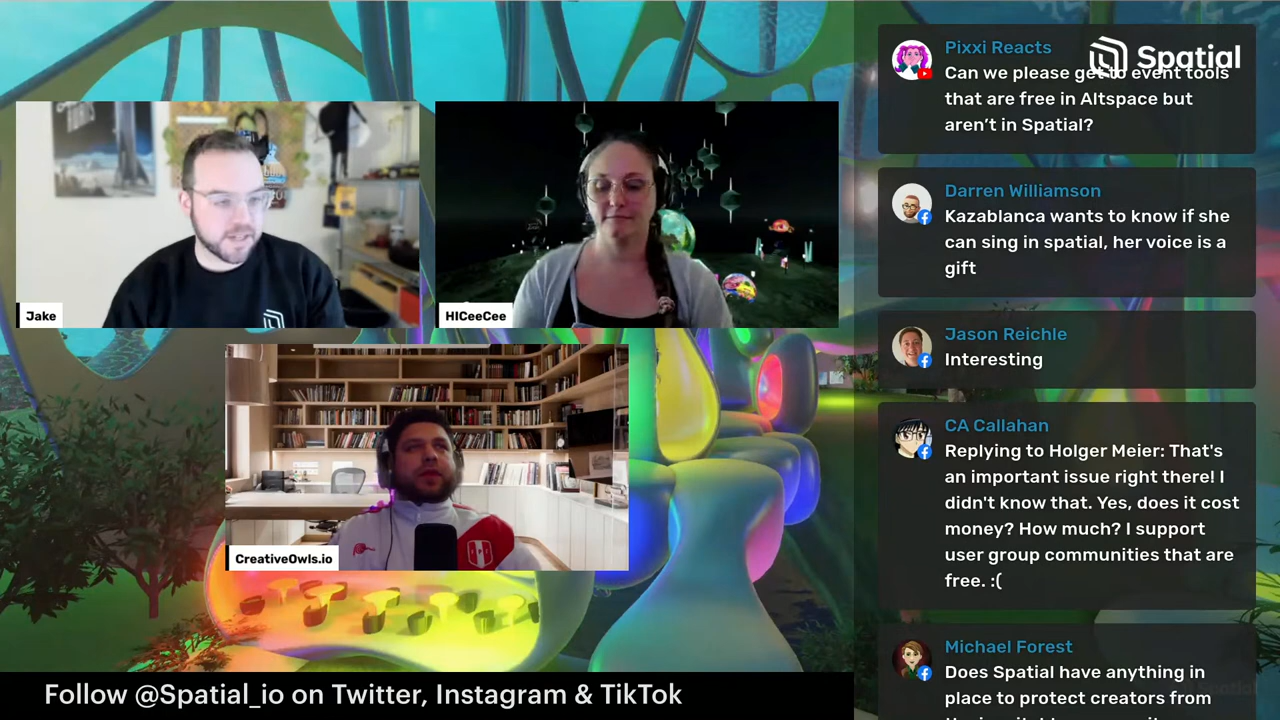 Pixxi Reacts
Spatial
Can we please get to event tools
that are free in Altspace but
aren't in Spatial?
Darren Williamson
Kazablanca wants to know if she
can sing in spatial, her voice is a
gift
Jason Reichle
Interesting
CA Callahan
Replying to Holger Meier: That's
an important issue right there! I
didn't know that. Yes, does it cost
money? How much? I support
user group communities that are
free. :(
Michael Forest
Does Spatial have anything in
place to protect creators from
Jake
HICeeCee
CreativeOwls.io
Follow @Spatial_io on Twitter, Instagram & TikTok